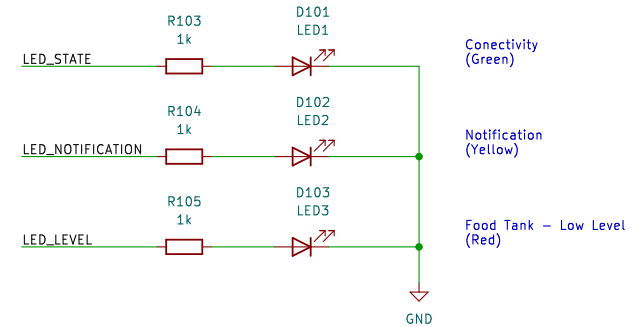 R103
1k
D101
LED1
LED_STATE
Conectivity
(Green)
R104
1k
D102
LED2
LED_NOTIFICATION
Notification
(Yellow)
R105
1k
D103
LED3
LED_LEVEL
Food Tank – Low Level
(Red)
GND